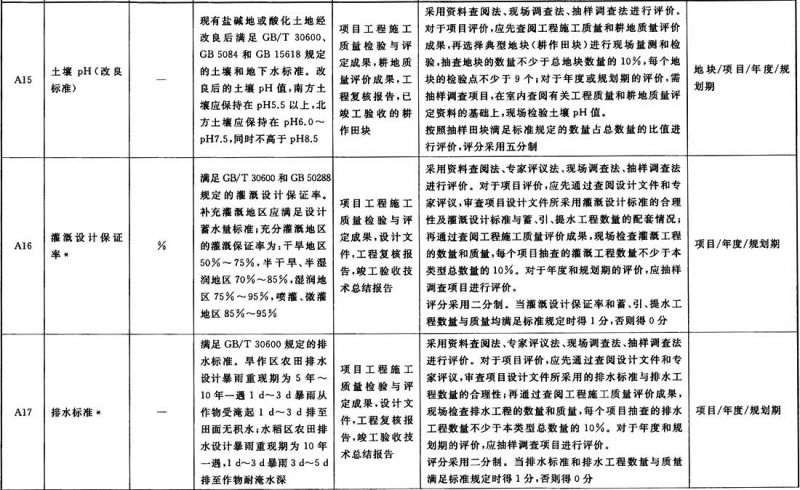 A15
土壤 pH(改良
标准)
—
现有盐碱地或酸化土地经
改良后满足 GB/T 30600、
GB 5084 和 GB 15618 规定
的土壤和地下水标准。改
良后的土壤 pH 值,南方土
壤应保持在 pH5.5 以上,北
方土壤应保持在 pH6.0～
pH7.5,同时不高于 pH8.5
项目工程施工
质量检验与评
定成果,耕地质
量评价成果,工
程复核报告,已
竣工验收的耕
作田块
采用资料查阅法、现场调查法、抽样调查法进行评价。
对于项目评价,应先查阅工程施工质量和耕地质量评价
成果,再选择典型地块(耕作田块)进行现场量测和检
验,抽查地块的数量不少于总地块数量的 10%,每个地
块的检验点不少于 9 个;对于年度或规划期的评价,需
抽样调查项目,在室内查阅有关工程质量和耕地质量评
定资料的基础上,现场检验土壤 pH 值。
按照抽样田块满足标准规定的数量占总数量的比值进
行评价,评分采用五分制
地块/项目/年度/规
划期
A16
灌溉设计保证
率*
%
满足 GB/T 30600 和 GB 50288
规定的灌溉设计保证率。
补充灌溉地区应满足设计
蓄水量标准;充分灌溉地区
的灌溉保证率为:干旱地区
50%～75%,半干旱、半湿
润地区 70%～85%,湿润地
区 75%～95%,喷灌、微灌
地区 85%～95%
项目工程施工
质量检验与评
定成果,设计文
件,工程复核报
告,竣工验收技
术总结报告
采用资料查阅法、专家评议法、现场调查法、抽样调查法
进行评价。对于项目评价,应先通过查阅设计文件和专
家评议,审查项目设计文件所采用灌溉设计标准的合理
性及灌溉设计标准与蓄、引、提水工程数量的配套情况;
再通过查阅工程施工质量评价成果,现场检查灌溉工程
的数量和质量,每个项目抽查的灌溉工程数量不少于本
类型总数量的 10%。对于年度和规划期的评价,应抽样
调查项目进行评价。
评分采用二分制。当灌溉设计保证率和蓄、引、提水工
程数量与质量均满足标准规定时得 1 分,否则得 0 分
项目/年度/规划期
A17
排水标准*
—
满足 GB/T 30600 规定的排
水标准。旱作区农田排水
设计暴雨重现期为 5 年～
10 年一遇 1 d～3 d 暴雨从
作物受淹起 1 d～3 d 排至
田面无积水;水稻区农田排
水设计暴雨重现期为 10 年
一遇,1 d～3 d 暴雨 3 d～5 d
排至作物耐淹水深
项目工程施工
质量检验与评
定成果,设计文
件,工程复核报
告,竣工验收技
术总结报告
采用资料查阅法、专家评议法、现场调查法、抽样调查法
进行评价。对于项目评价,应先通过查阅设计文件和专
家评议,审查项目设计文件所采用的排水标准与排水工
程数量的合理性;再通过查阅工程施工质量评价成果,
现场检查排水工程的数量和质量,每个项目抽查的排水
工程数量不少于本类型总数量的 10%。对于年度和规
划期的评价,应抽样调查项目进行评价。
评分采用二分制。当排水标准和排水工程数量与质量
满足标准规定时得 1 分,否则得 0 分
项目/年度/规划期